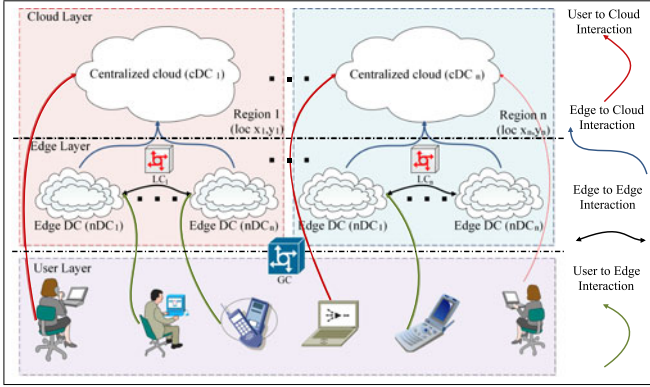 Cloud Layer
Centralized cloud (cDC 1)
Region 1
(loc x1,y1)
Centralized cloud (cDC n)
Region n
(loc xn,yn)
Edge Layer
LC1
Edge DC (nDC1)
Edge DC (nDCn)
LCn
Edge DC (nDC1)
Edge DC (nDCn)
User Layer
GC
User to Cloud
Interaction
Edge to Cloud
Interaction
Edge to Edge
Interaction
User to Edge
Interaction